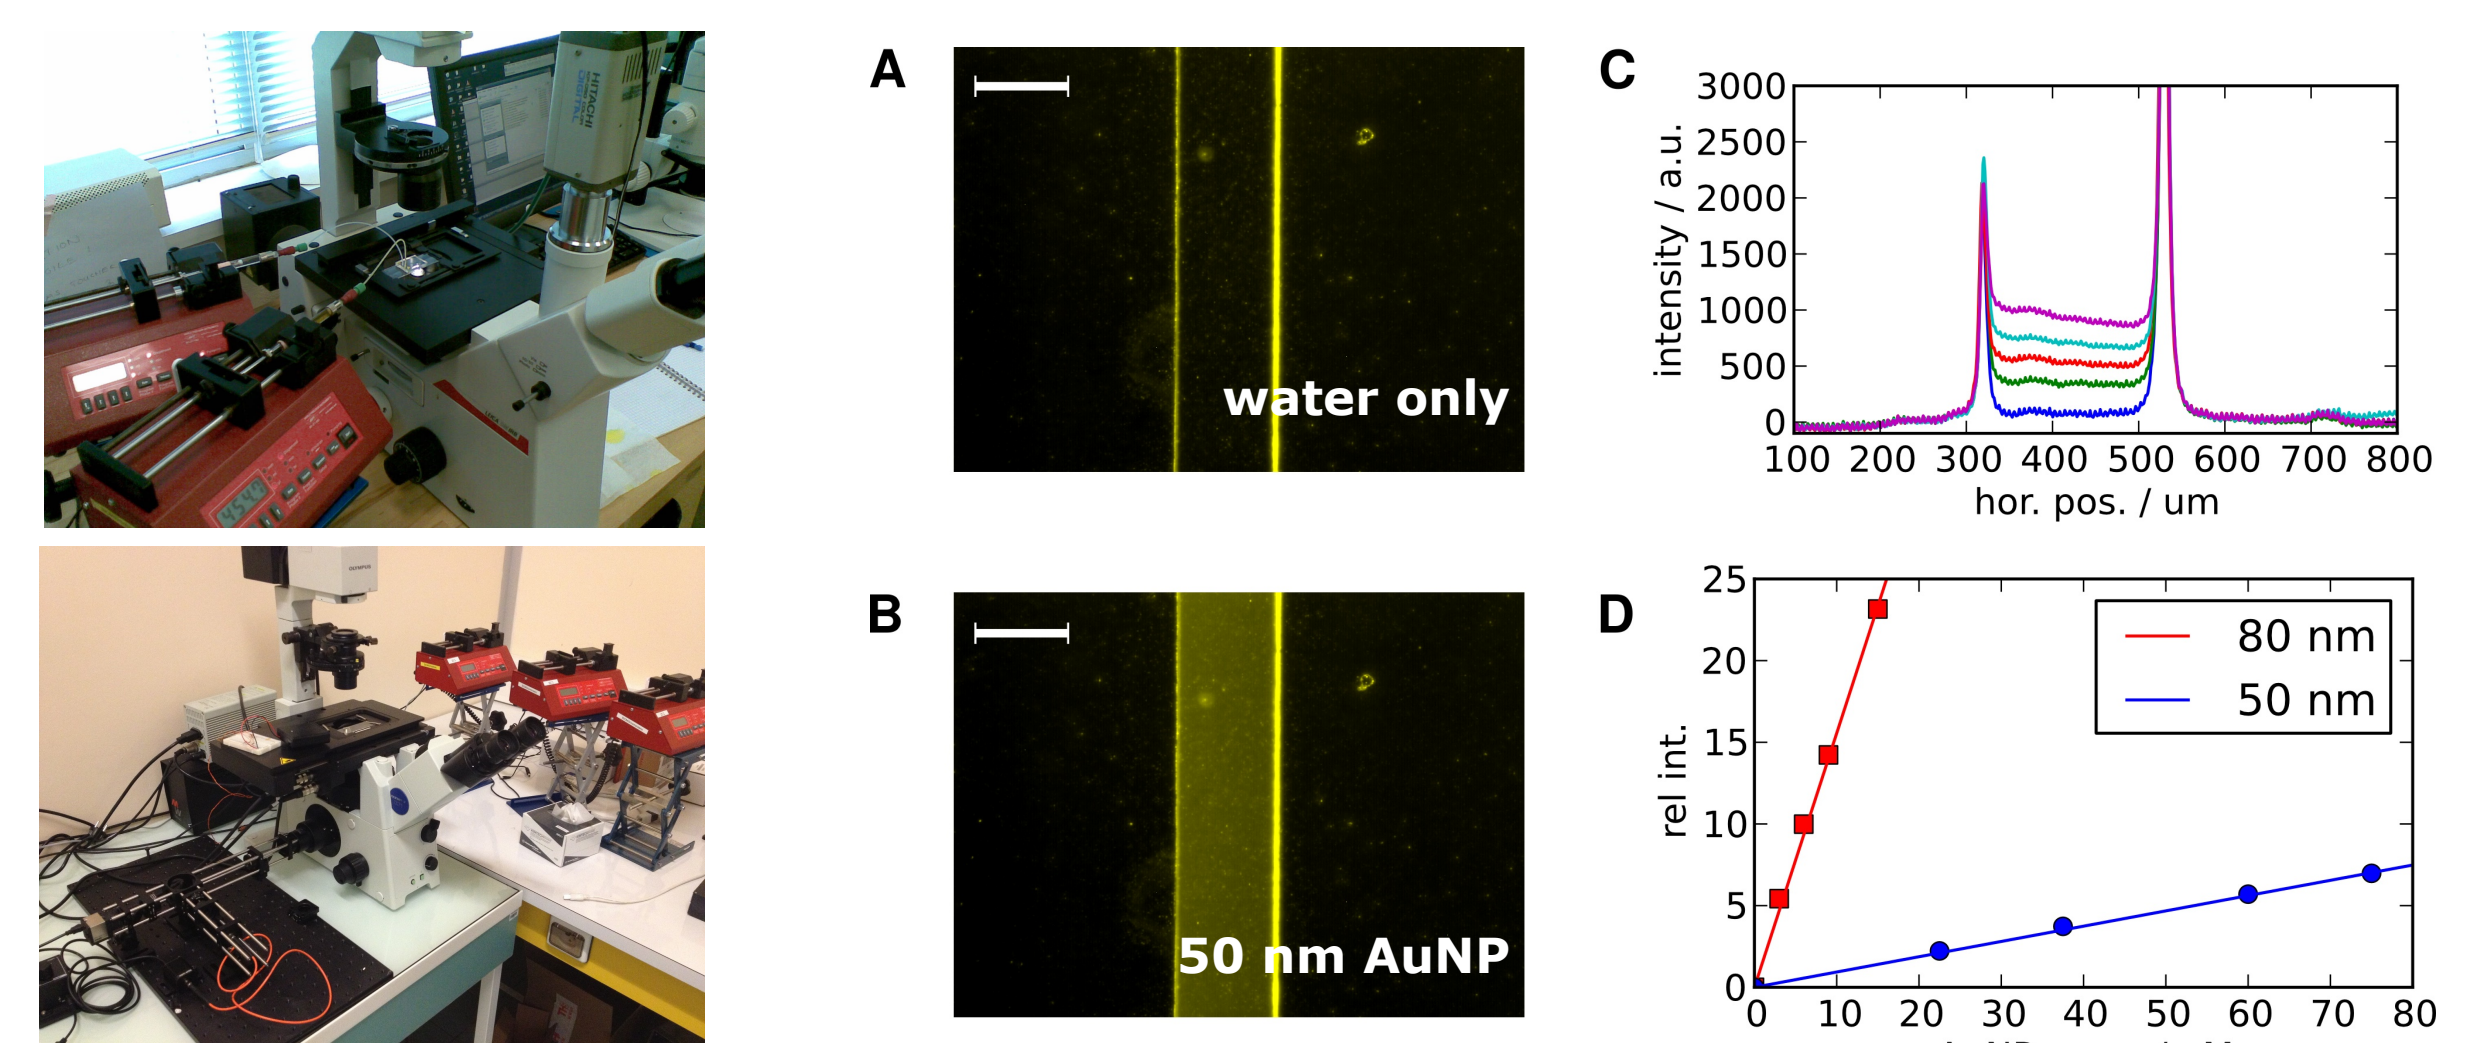 HITACHI
DIGITAL
OLYMPUS
A
water only
B
50 nm AuNP
C
3000
2500
2000
1500
1000
500
0
intensity / a.u.
100 200 300 400 500 600 700 800
hor. pos. / um
D
25
20
15
10
5
0
rel int.
80 nm
50 nm
0 10 20 30 40 50 60 70 80